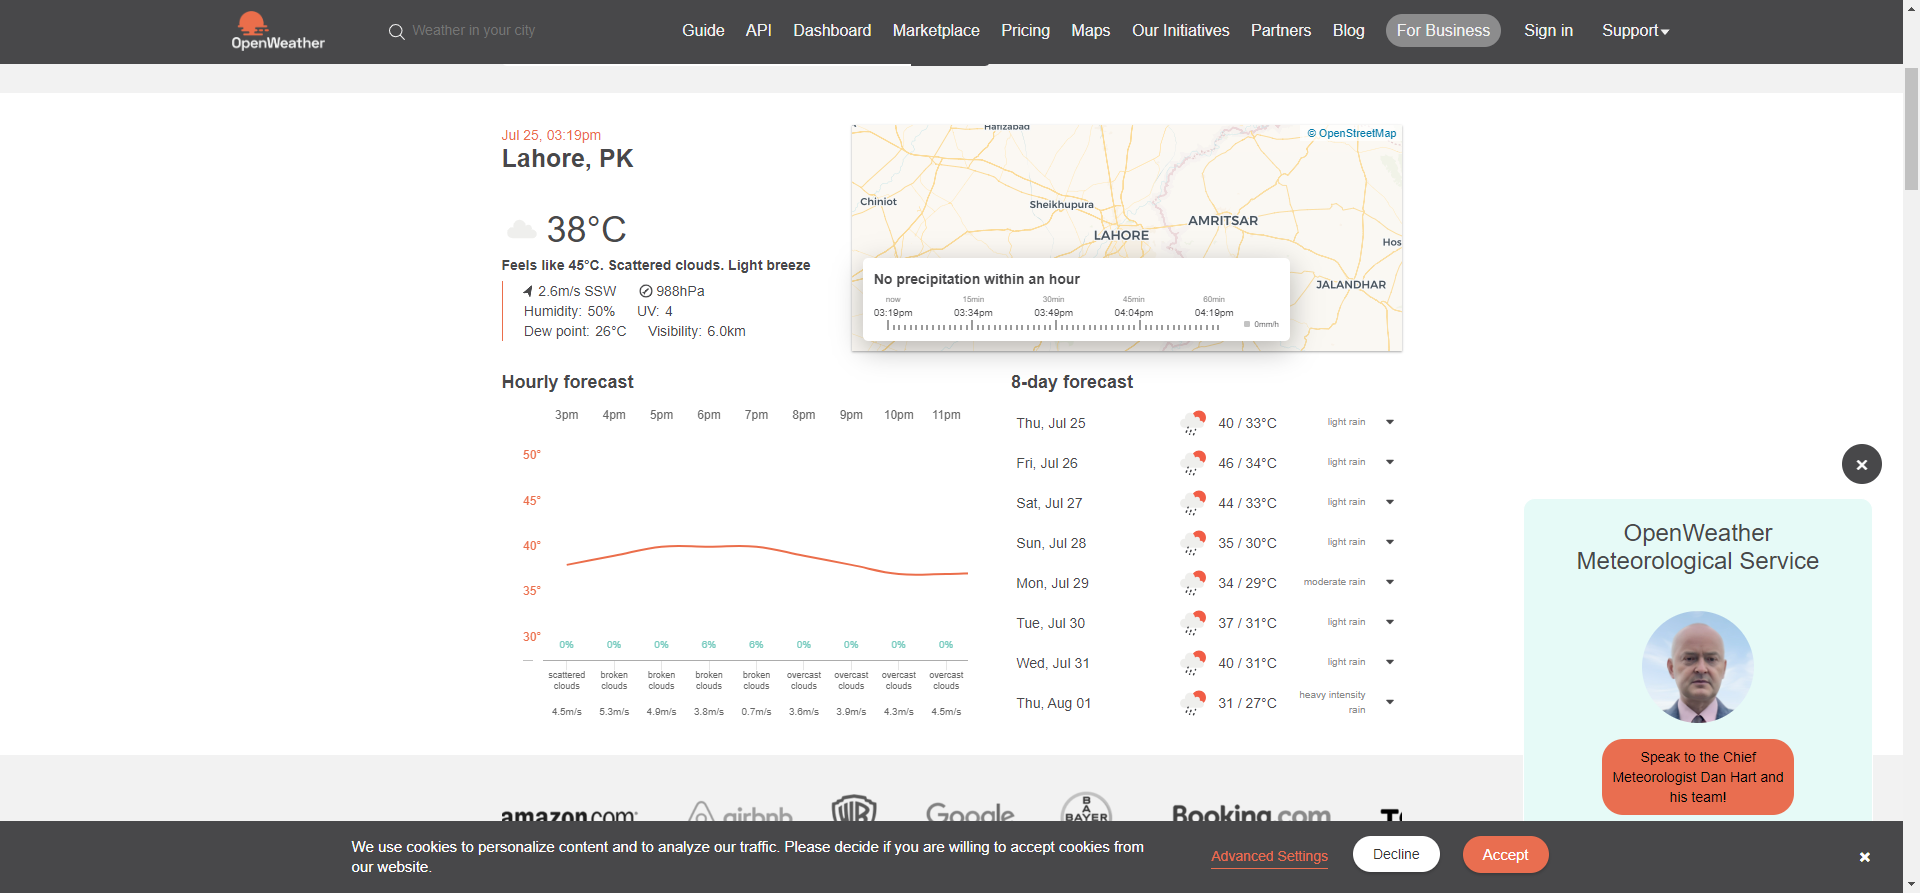 OpenWeather
Weather in your city
Guide API Dashboard Marketplace Pricing Maps Our Initiatives Partners Blog For Business Sign in Support
Jul 25, 03:19pm
Lahore, PK
38°C
Feels like 45°C. Scattered clouds. Light breeze
2.6m/s SSW 988hPa
Humidity: 50% UV: 4
Dew point: 26°C Visibility: 6.0km
Hafizabad
© OpenStreetMap
Chiniot
Sheikhupura
AMRITSAR
LAHORE
Hos
JALANDHAR
No precipitation within an hour
now 15min 30min 45min 60min
03:19pm 03:34pm 03:49pm 04:04pm 04:19pm
0mm/h
Hourly forecast
3pm 4pm 5pm 6pm 7pm 8pm 9pm 10pm 11pm
50°
45°
40°
35°
30°
0% 0% 0% 6% 6% 0% 0% 0% 0%
scattered clouds broken clouds broken clouds broken clouds broken clouds overcast clouds overcast clouds overcast clouds overcast clouds
4.5m/s 5.3m/s 4.9m/s 3.8m/s 0.7m/s 3.6m/s 3.9m/s 4.3m/s 4.5m/s
8-day forecast
Thu, Jul 25 40 / 33°C light rain
Fri, Jul 26 46 / 34°C light rain
Sat, Jul 27 44 / 33°C light rain
Sun, Jul 28 35 / 30°C light rain
Mon, Jul 29 34 / 29°C moderate rain
Tue, Jul 30 37 / 31°C light rain
Wed, Jul 31 40 / 31°C light rain
Thu, Aug 01 31 / 27°C heavy intensity rain
OpenWeather
Meteorological Service
Speak to the Chief
Meteorologist Dan Hart and
his team!
amazon.com airbnb WB Google BAYER Booking.com
We use cookies to personalize content and to analyze our traffic. Please decide if you are willing to accept cookies from
our website.
Advanced Settings Decline Accept